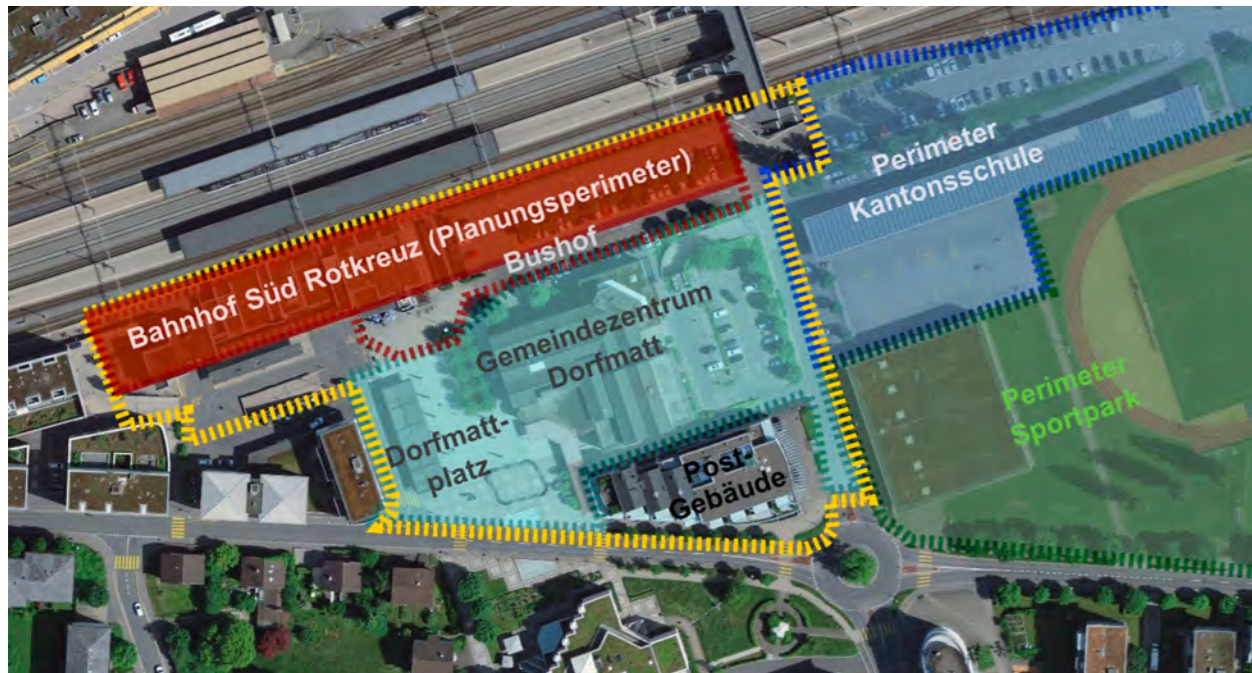 Bahnhof Süd Rotkreuz (Planungsperimeter)
Bushof
Perimeter
Kantonsschule
Gemeindezentrum
Dorfmatt
Dorfmatt-
platz
Post-
Gebäude
Perimeter
Sportpark